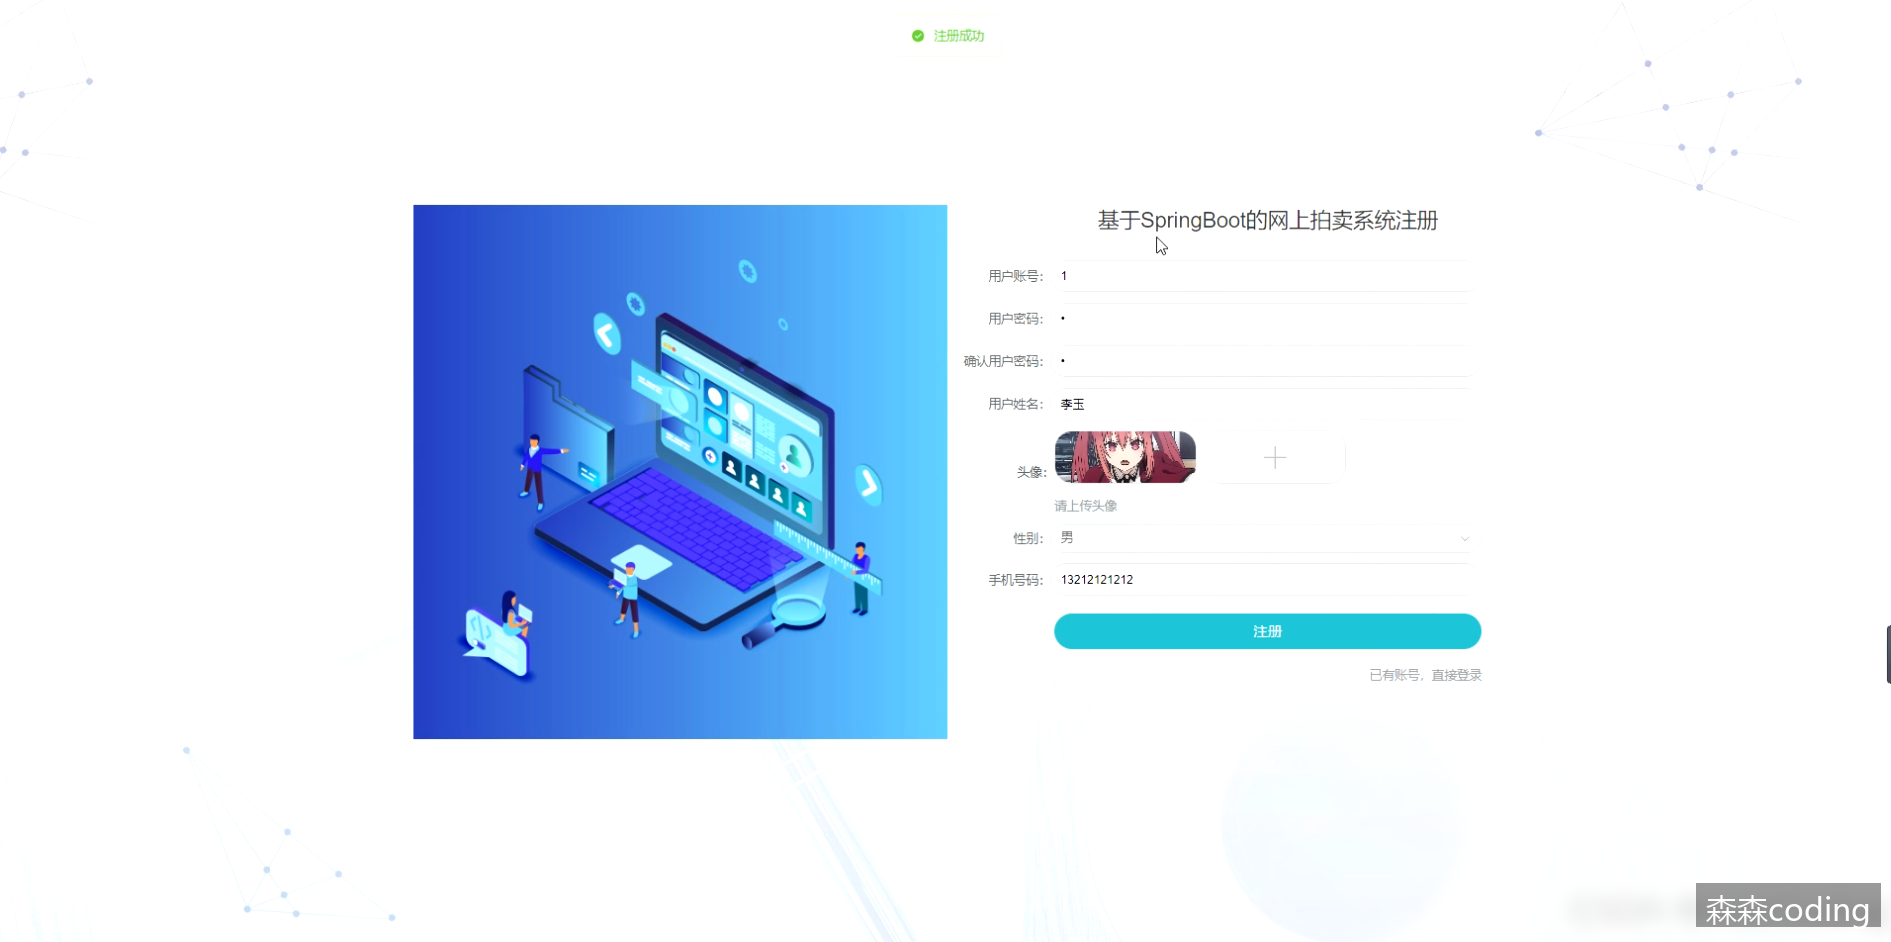 注册成功
基于SpringBoot的网上拍卖系统注册
用户账号： 1
用户密码： •
确认用户密码： •
用户姓名： 李玉
头像：
请上传头像
性别： 男
手机号码： 13212121212
注册
已有账号，直接登录
森森coding